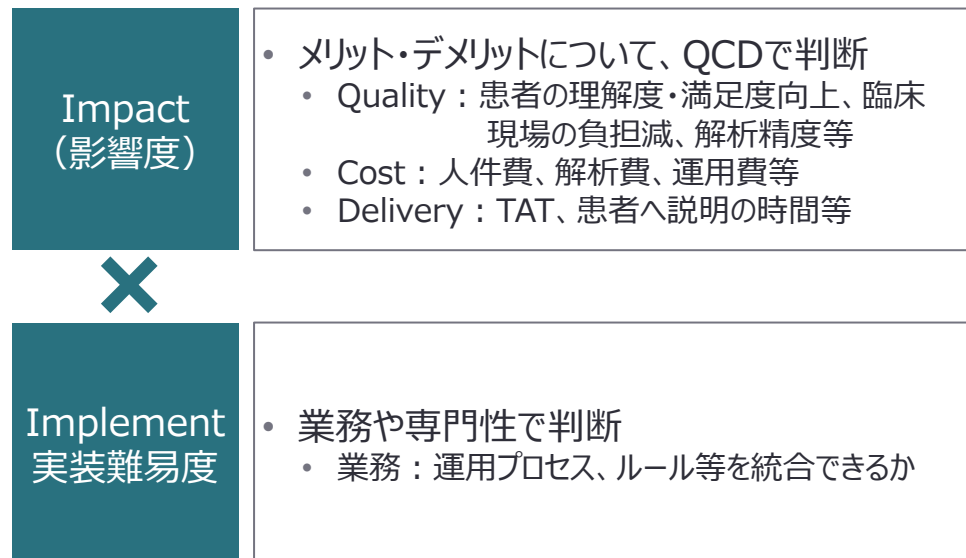 Impact
（影響度）
• メリット・デメリットについて、QCDで判断
• Quality：患者の理解度・満足度向上、臨床
現場の負担減、解析精度等
• Cost：人件費、解析費、運用費等
• Delivery：TAT、患者へ説明の時間等
Implement
実装難易度
• 業務や専門性で判断
• 業務：運用プロセス、ルール等を統合できるか